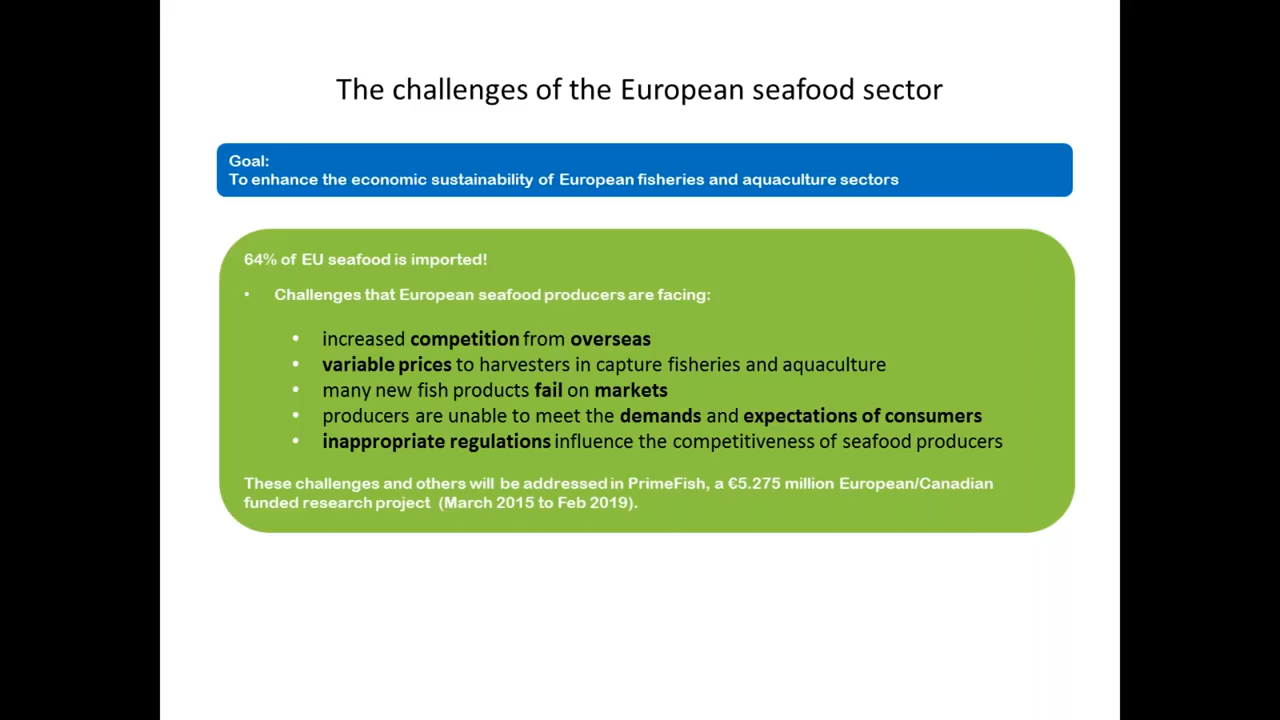 The challenges of the European seafood sector
Goal:
To enhance the economic sustainability of European fisheries and aquaculture sectors
64% of EU seafood is imported!
• Challenges that European seafood producers are facing:
• increased competition from overseas
• variable prices to harvesters in capture fisheries and aquaculture
• many new fish products fail on markets
• producers are unable to meet the demands and expectations of consumers
• inappropriate regulations influence the competitiveness of seafood producers
These challenges and others will be addressed in PrimeFish, a €5.275 million European/Canadian
funded research project (March 2015 to Feb 2019).